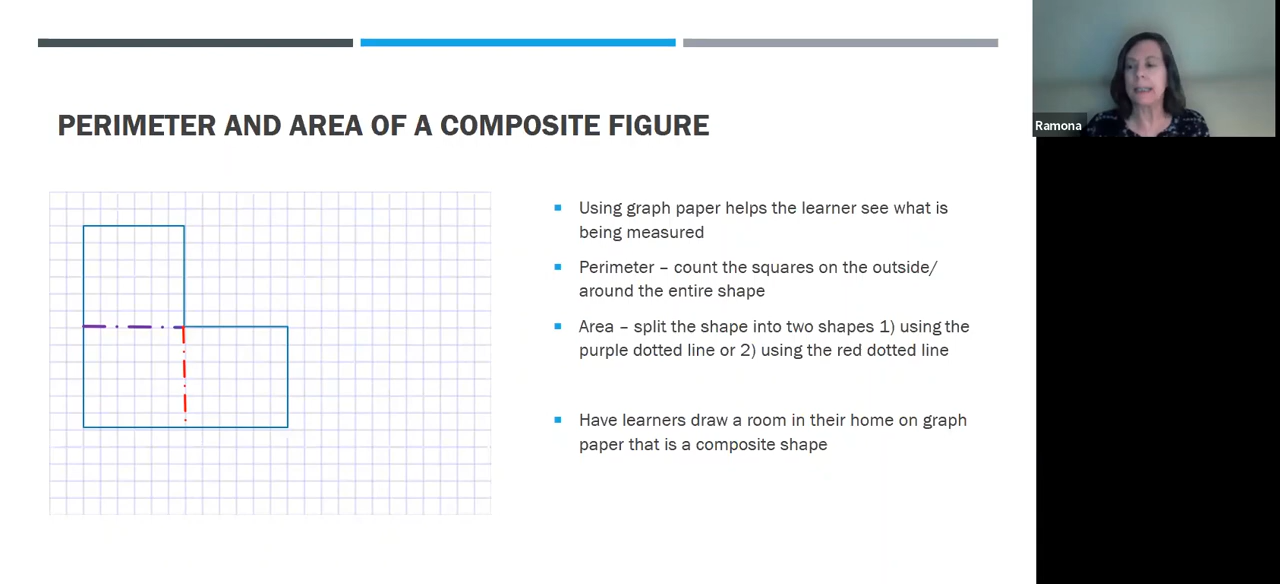 PERIMETER AND AREA OF A COMPOSITE FIGURE
Using graph paper helps the learner see what is
being measured
Perimeter – count the squares on the outside/
around the entire shape
Area – split the shape into two shapes 1) using the
purple dotted line or 2) using the red dotted line
Have learners draw a room in their home on graph
paper that is a composite shape
Ramona